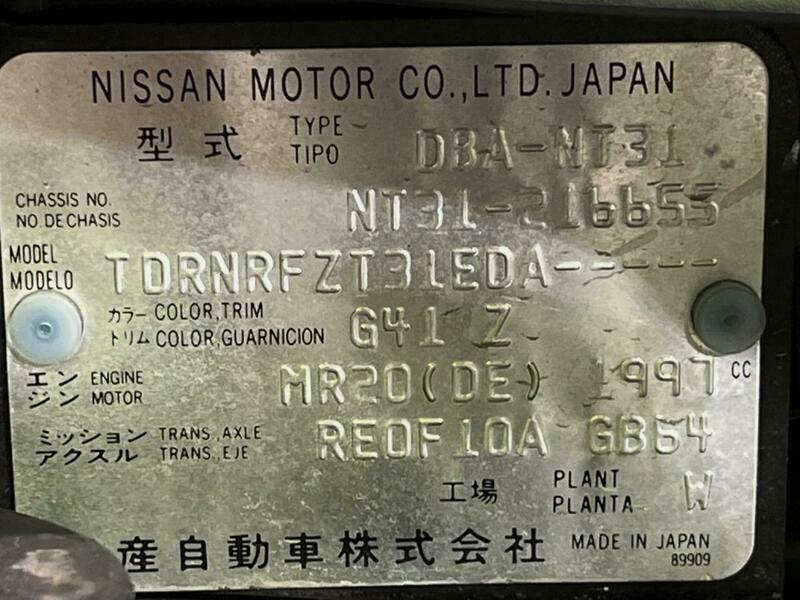 NISSAN MOTOR CO.,LTD. JAPAN
型式 TYPE TIPO DBA-NT31
CHASSIS NO. NO.DE CHASIS NT31-216655
MODEL MODELO TDRNRFZT31EDA-----
カラー COLOR,TRIM
トリム COLOR,GUARNICION G41 Z
エンジン ENGINE MOTOR MR20(DE) 1997 CC
ミッション TRANS.,AXLE
アクスル TRANS.,EJE RE0F10A GB54
工場 PLANT PLANTA W
産自動車株式会社 MADE IN JAPAN
89909